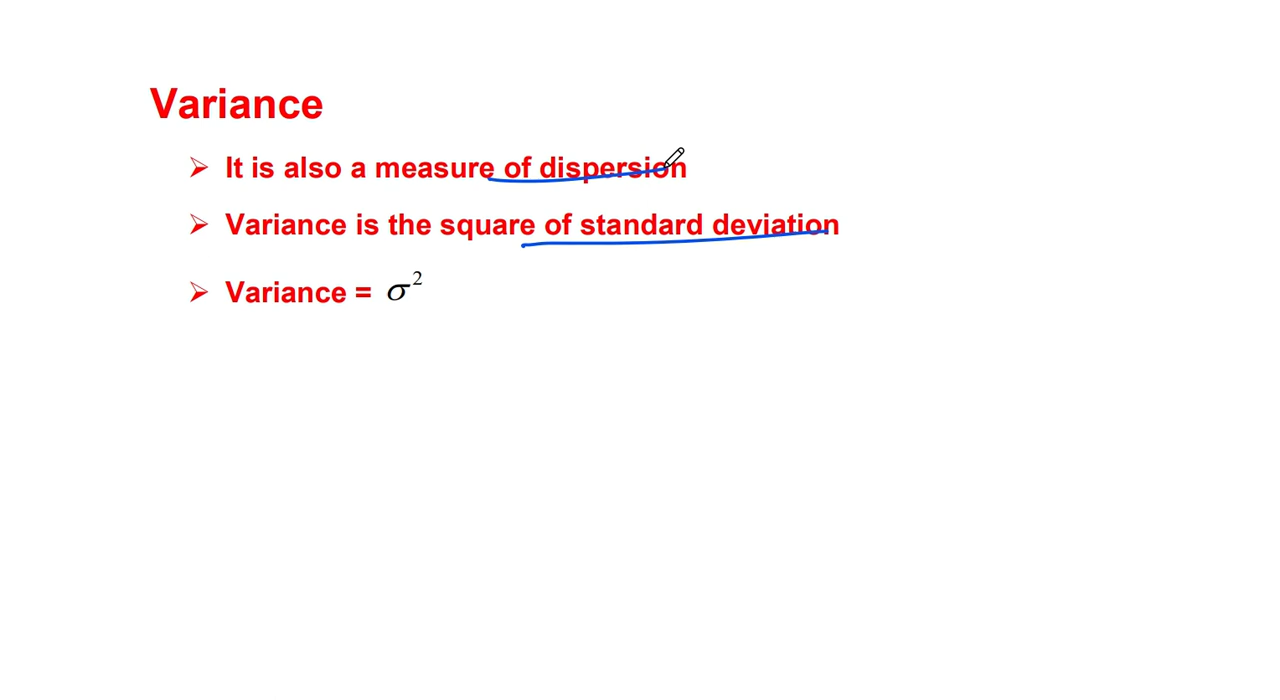 Variance
➢ It is also a measure of dispersion
➢ Variance is the square of standard deviation
➢ Variance = σ²